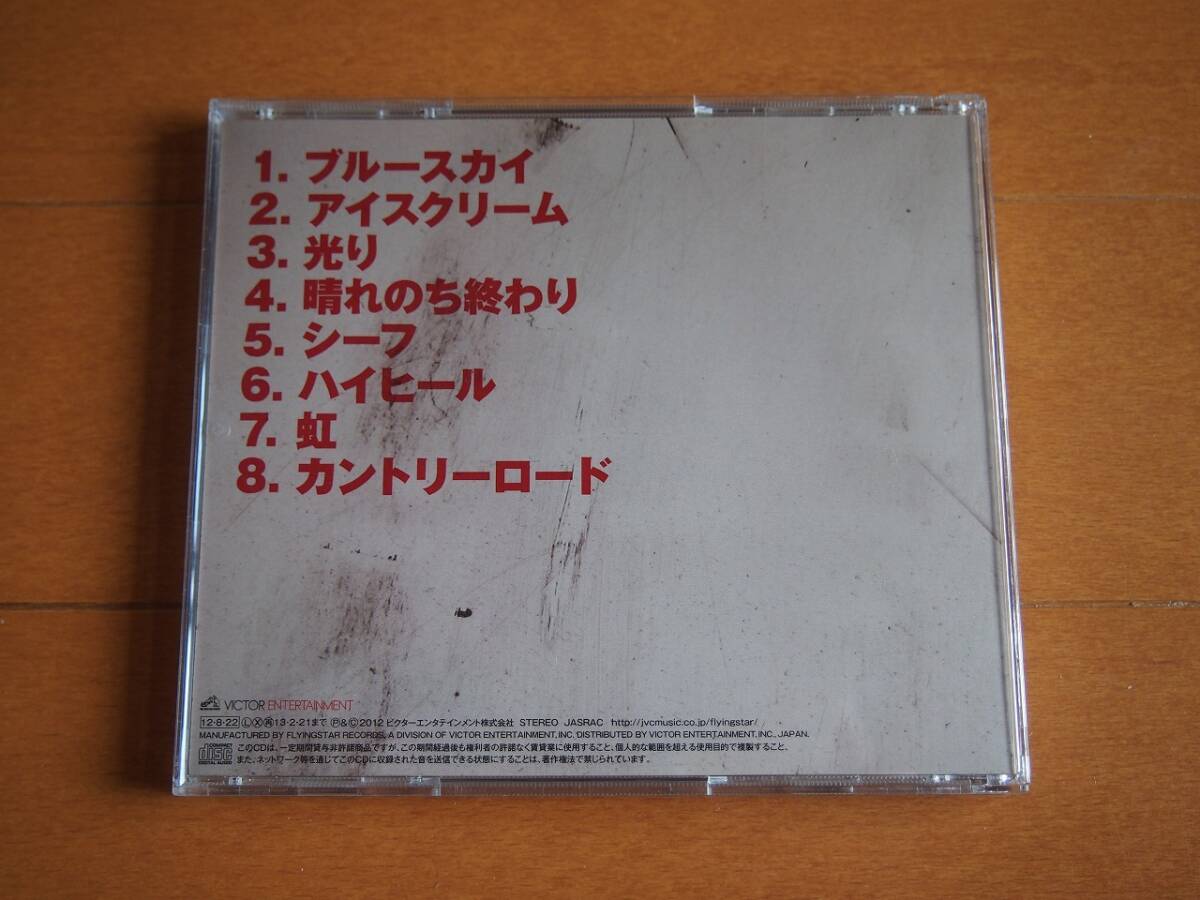 1. ブルースカイ
2. アイスクリーム
3. 光り
4. 晴れのち終わり
5. シーフ
6. ハイヒール
7. 虹
8. カントリーロード
VICTOR ENTERTAINMENT
12・8・22 Ⓛ Ⓧ 再 13・2・21まで Ⓟ&©2012 ビクターエンタテインメント株式会社 STEREO JASRAC http://jvcmusic.co.jp/flyingstar/
MANUFACTURED BY FLYINGSTAR RECORDS, A DIVISION OF VICTOR ENTERTAINMENT, INC. DISTRIBUTED BY VICTOR ENTERTAINMENT, INC., JAPAN.
COMPACT disc DIGITAL AUDIO
このCDは、一定期間貸与非許諾商品ですが、この期間経過後も権利者の許諾なく賃貸業に使用すること、個人的な範囲を超える使用目的で複製すること、
また、ネットワーク等を通じてこのCDに収録された音を送信できる状態にすることは、著作権法で禁じられています。